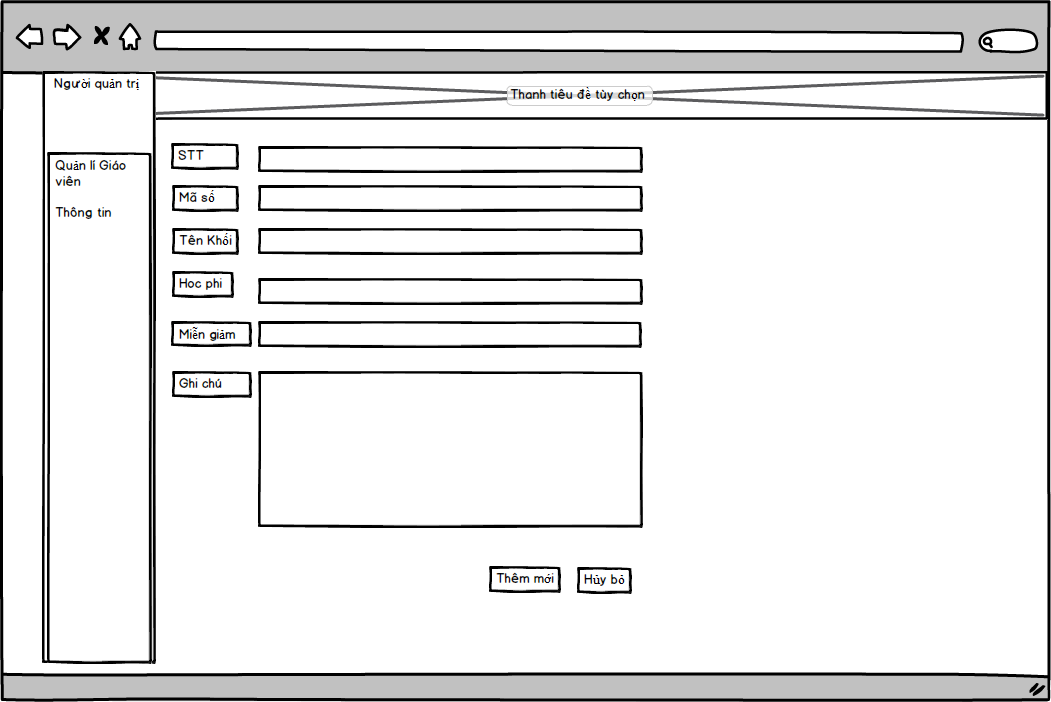 Người quản trị
Thanh tiêu đề tùy chọn
Quản lí Giáo
viên
Thông tin
STT
Mã số
Tên Khối
Hoc phi
Miễn giảm
Ghi chú
Thêm mới
Hủy bỏ